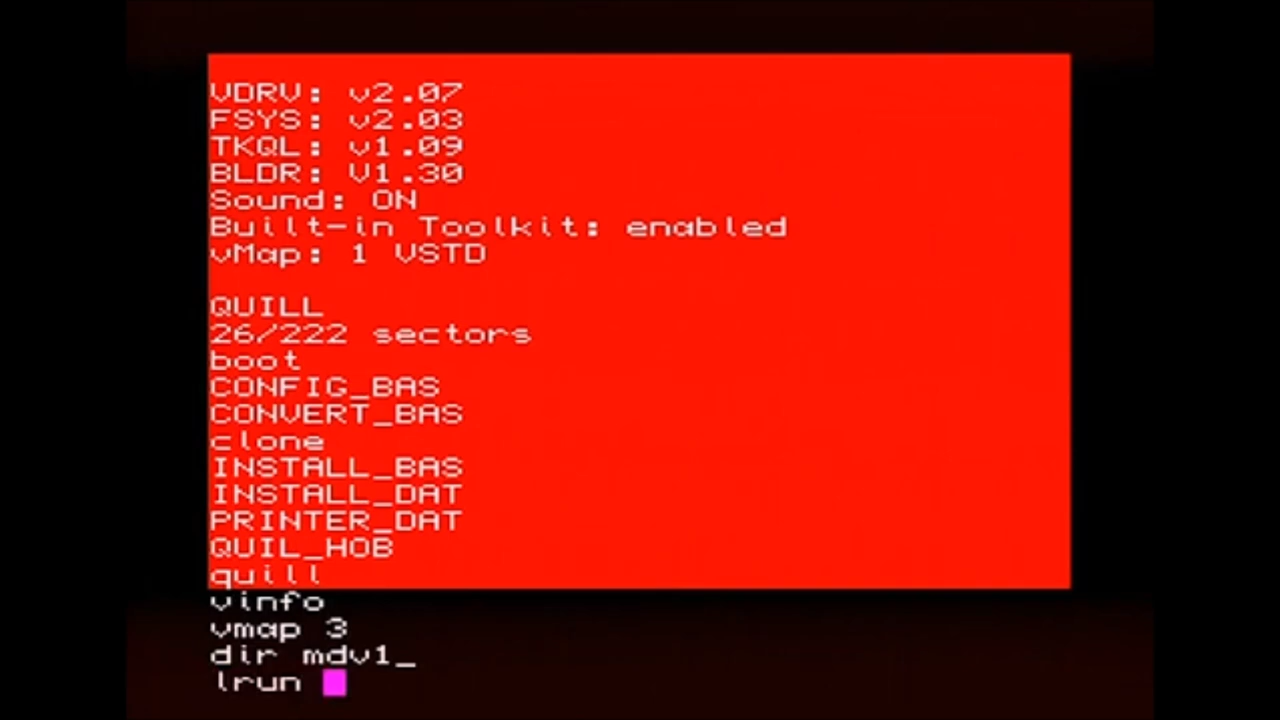 VDRV: v2.07
FSYS: v2.03
TKQL: v1.09
BLDR: V1.30
Sound: ON
Built-in Toolkit: enabled
vMap: 1 VSTD
QUILL
26/222 sectors
boot
CONFIG_BAS
CONVERT_BAS
clone
INSTALL_BAS
INSTALL_DAT
PRINTER_DAT
QUIL_HOB
quill
vinfo
vmap 3
dir mdv1_
lrun